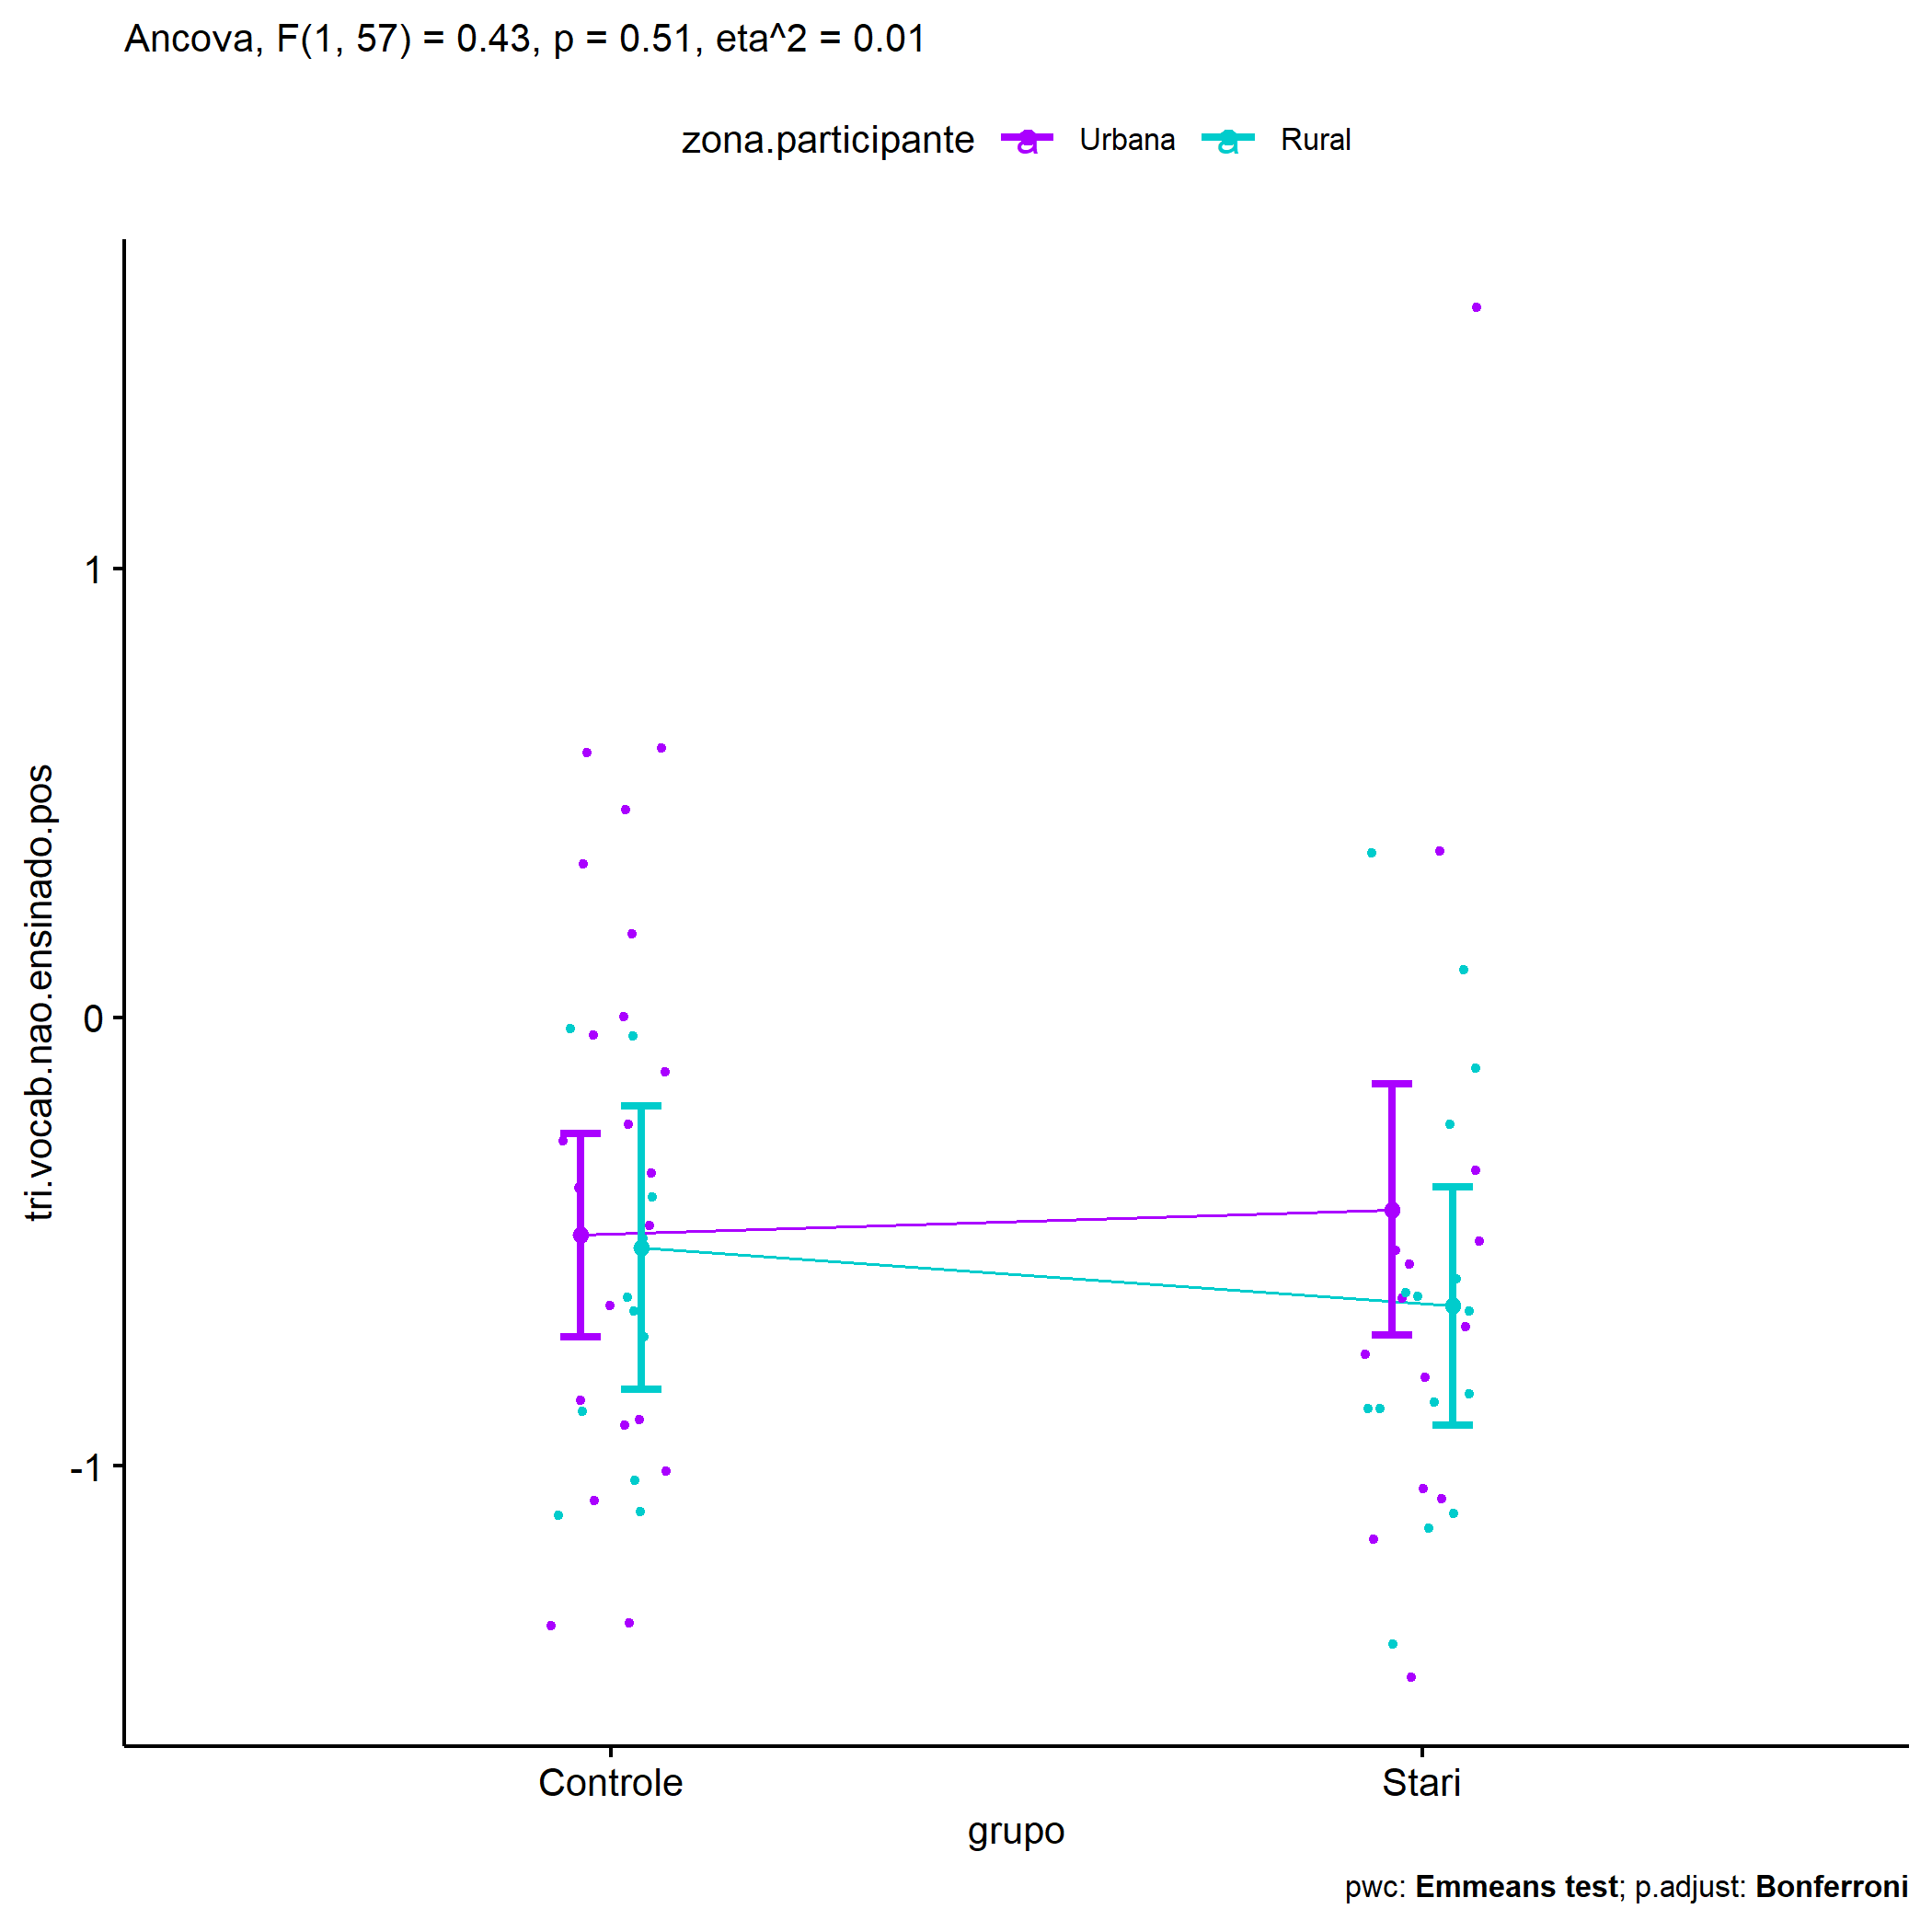 Ancova, F(1, 57) = 0.43, p = 0.51, eta^2 = 0.01
zona.participante a Urbana a Rural
tri.vocab.nao.ensinado.pos
1
0
-1
Controle Stari
grupo
pwc: Emmeans test; p.adjust: Bonferroni